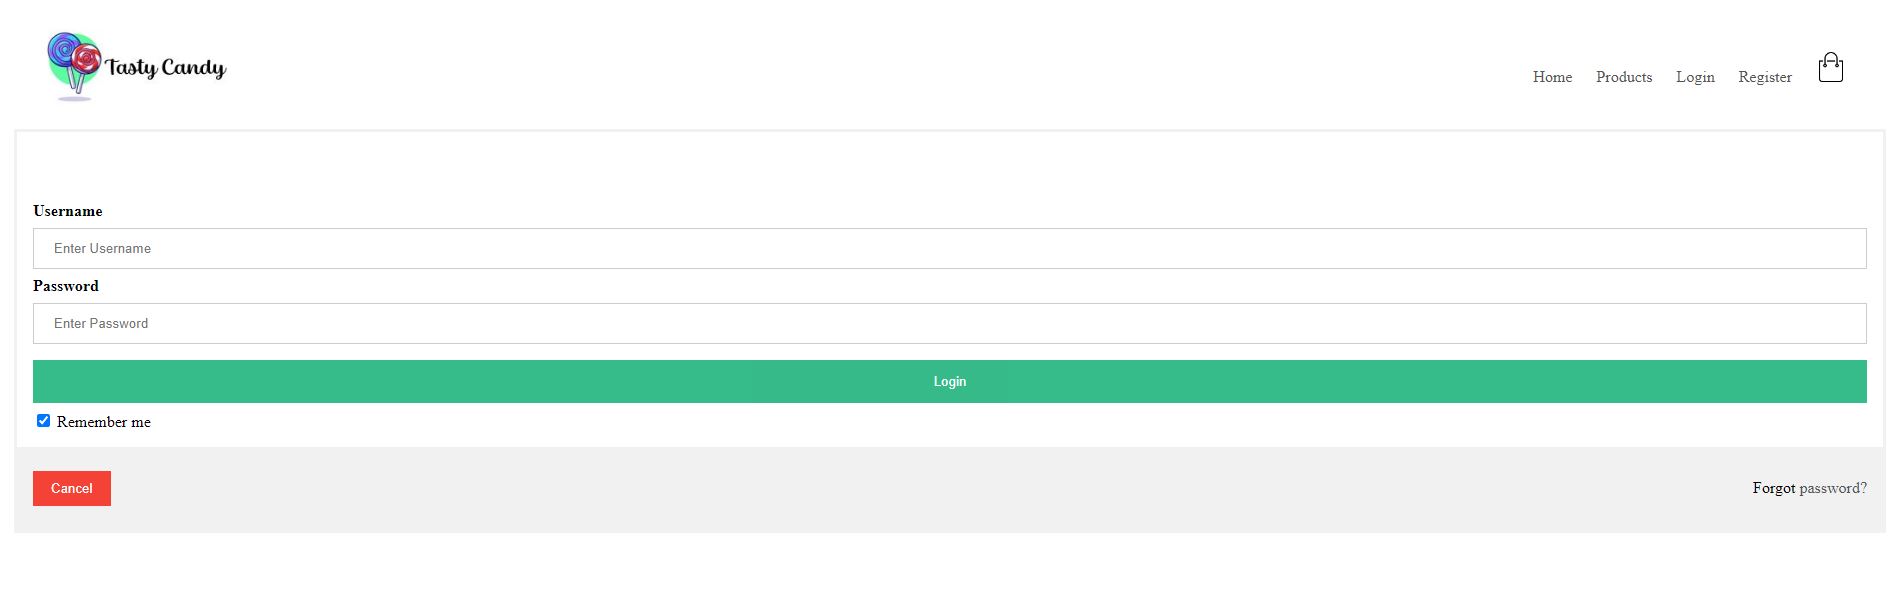 Tasty Candy
Home Products Login Register
Username
Enter Username
Password
Enter Password
Login
Remember me
Cancel
Forgot password?